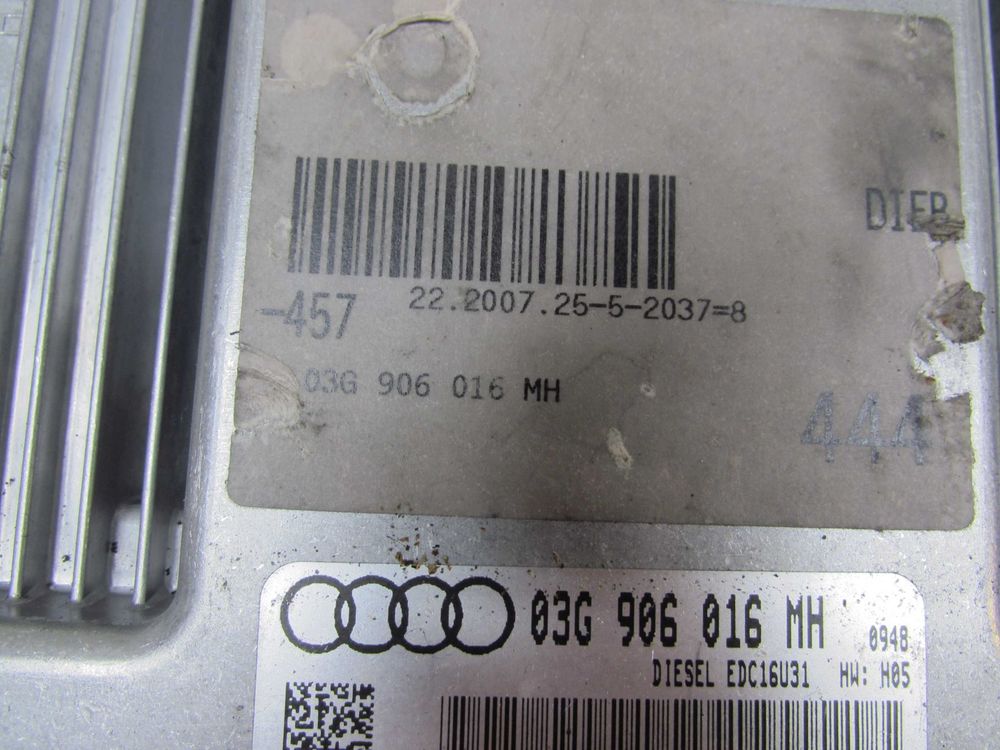 -457
22.2007.25-5-2037=8
03G 906 016 MH
444
03G 906 016 MH
0948
DIESEL EDC16U31 HW: H05